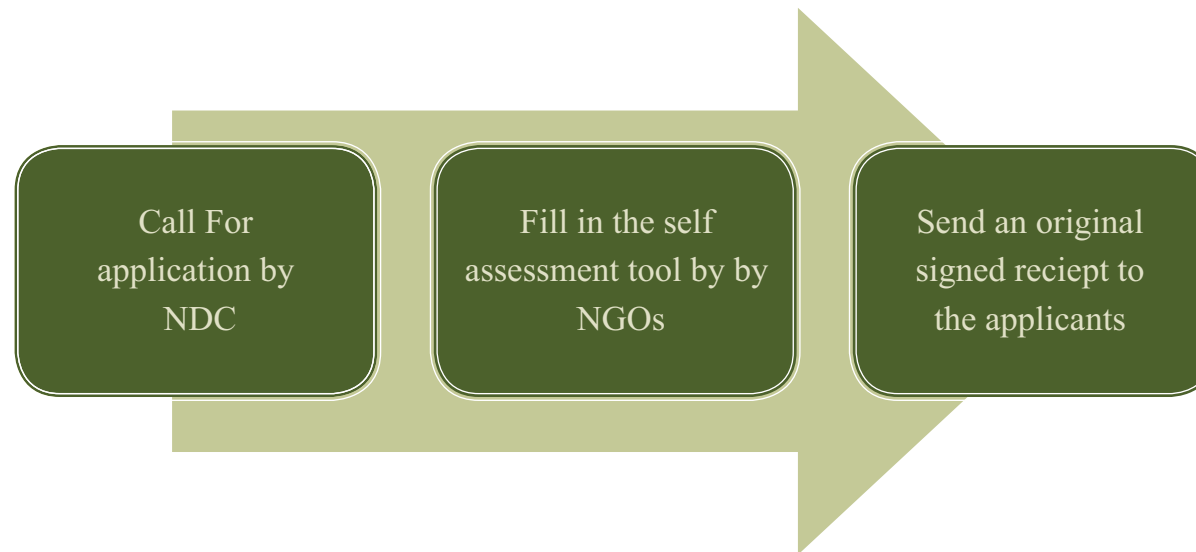 Call For
application by
NDC
Fill in the self
assessment tool by by
NGOs
Send an original
signed reciept to
the applicants